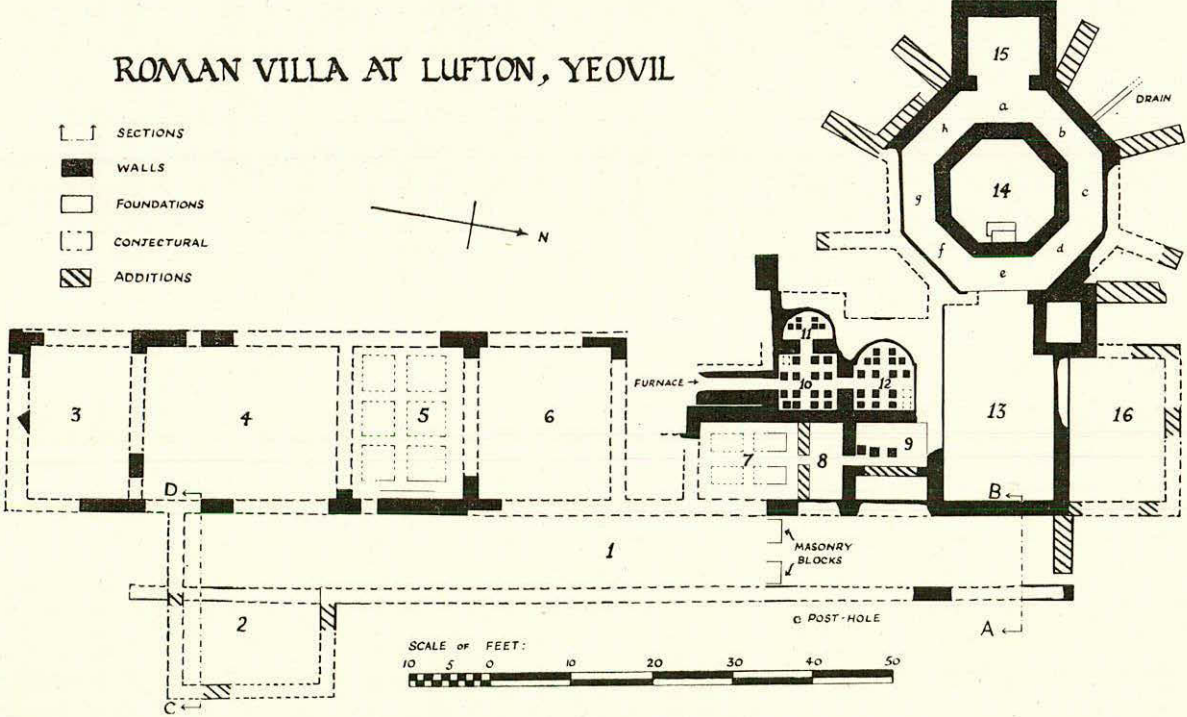 ROMAN VILLA AT LUFTON, YEOVIL
SECTIONS
WALLS
FOUNDATIONS
CONJECTURAL
ADDITIONS
N
15
a
b
c
d
e
f
g
h
14
DRAIN
FURNACE
11
10
12
3
4
5
6
7
8
9
13
16
D
B
1
MASONRY
BLOCKS
2
POST-HOLE
A
C
SCALE OF FEET:
10 5 0 10 20 30 40 50